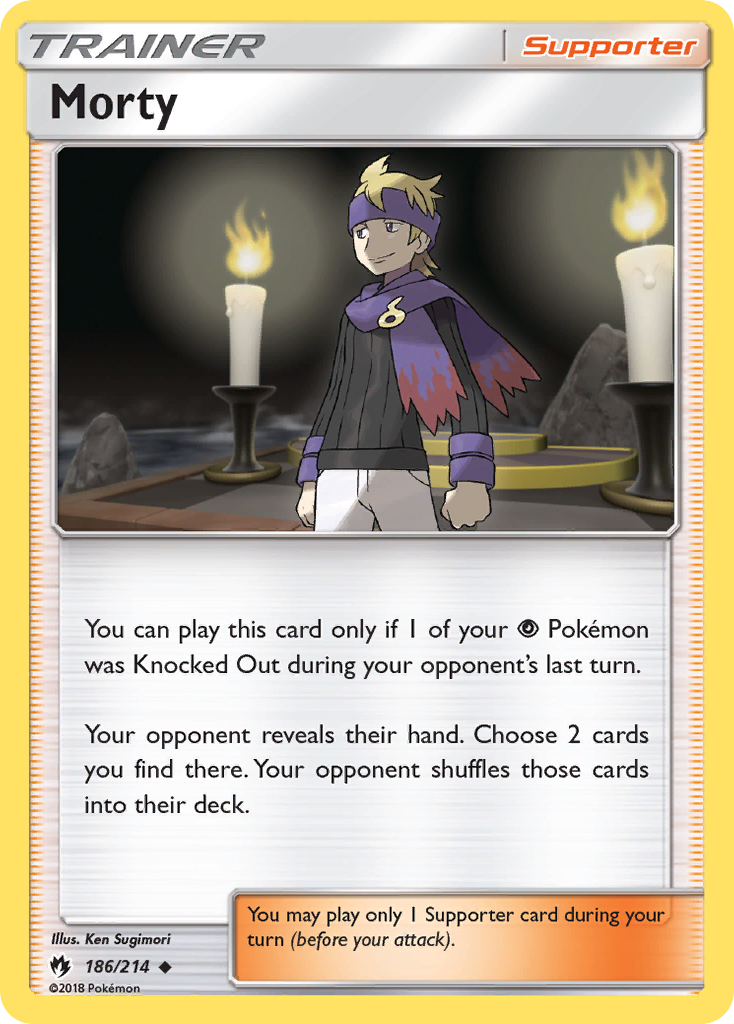 TRAINER Supporter
Morty
You can play this card only if 1 of your Pokémon
was Knocked Out during your opponent's last turn.
Your opponent reveals their hand. Choose 2 cards
you find there. Your opponent shuffles those cards
into their deck.
You may play only 1 Supporter card during your
turn (before your attack).
Illus. Ken Sugimori
186/214
©2018 Pokémon